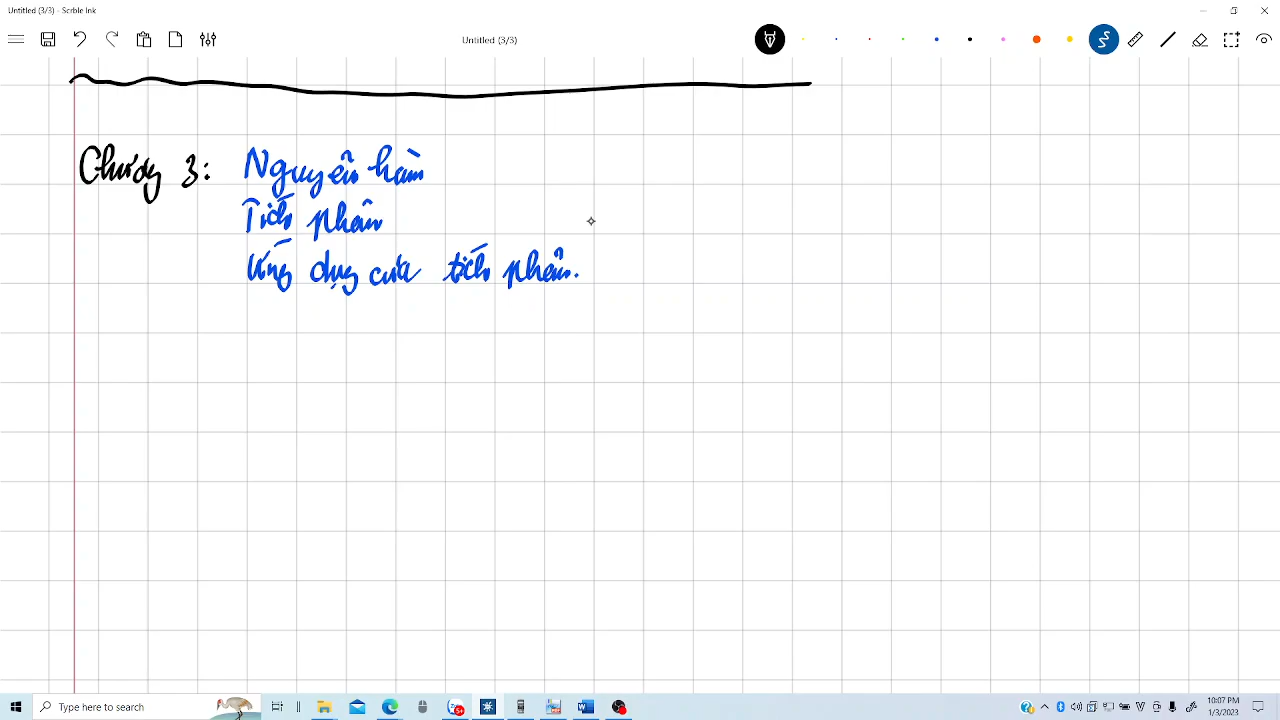 Untitled (3/3) - Scrble Ink
Untitled (3/3)
Chương 3: Nguyên hàm
Tích phân
Ứng dụng của tích phân.
Type here to search
10:07 PM
1/3/2023